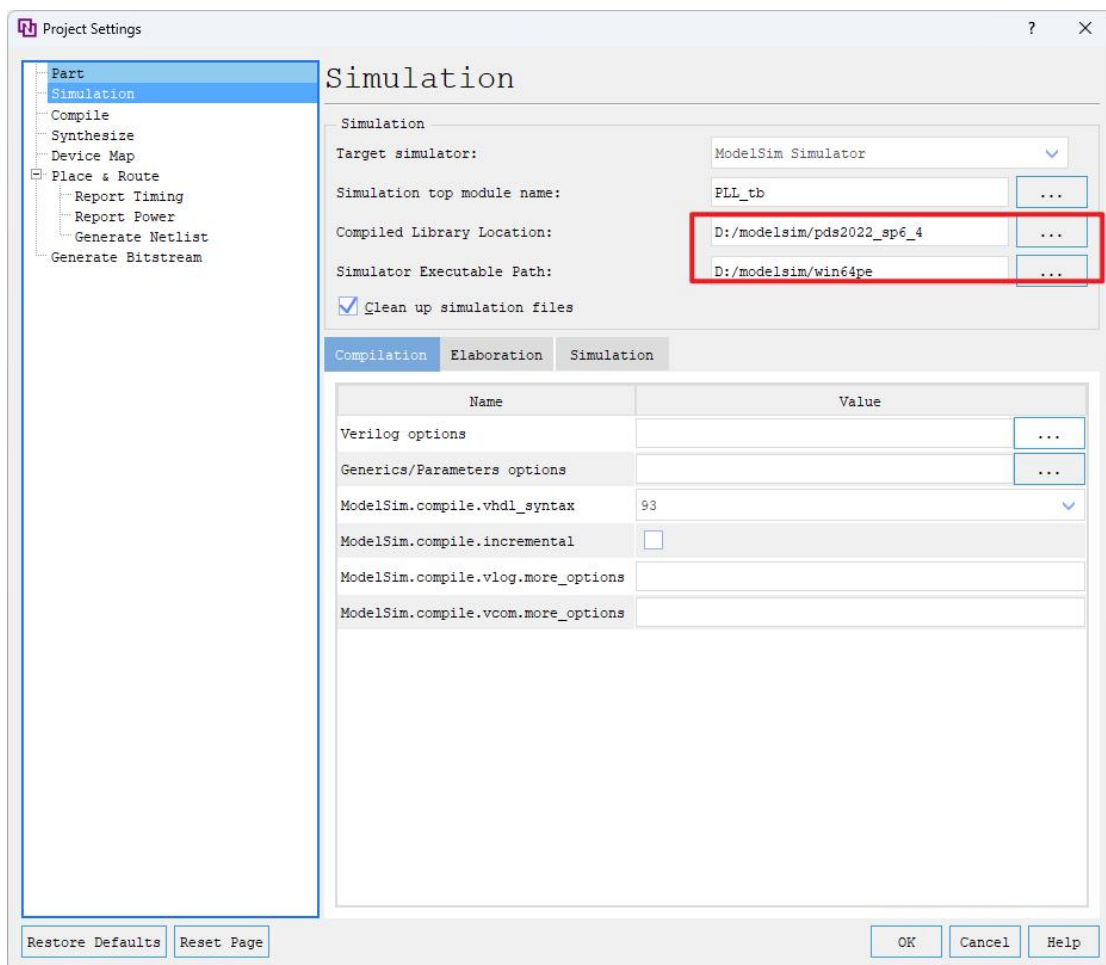 Project Settings
?
Part
Simulation
Compile
Synthesize
Device Map
Place & Route
Report Timing
Report Power
Generate Netlist
Generate Bitstream
Simulation
Simulation
Target simulator: ModelSim Simulator
Simulation top module name: PLL_tb ...
Compiled Library Location: D:/modelsim/pds2022_sp6_4 ...
Simulator Executable Path: D:/modelsim/win64pe ...
Clean up simulation files
Compilation Elaboration Simulation
Name Value
Verilog options ...
Generics/Parameters options ...
ModelSim.compile.vhdl_syntax 93
ModelSim.compile.incremental
ModelSim.compile.vlog.more_options
ModelSim.compile.vcom.more_options
Restore Defaults Reset Page OK Cancel Help